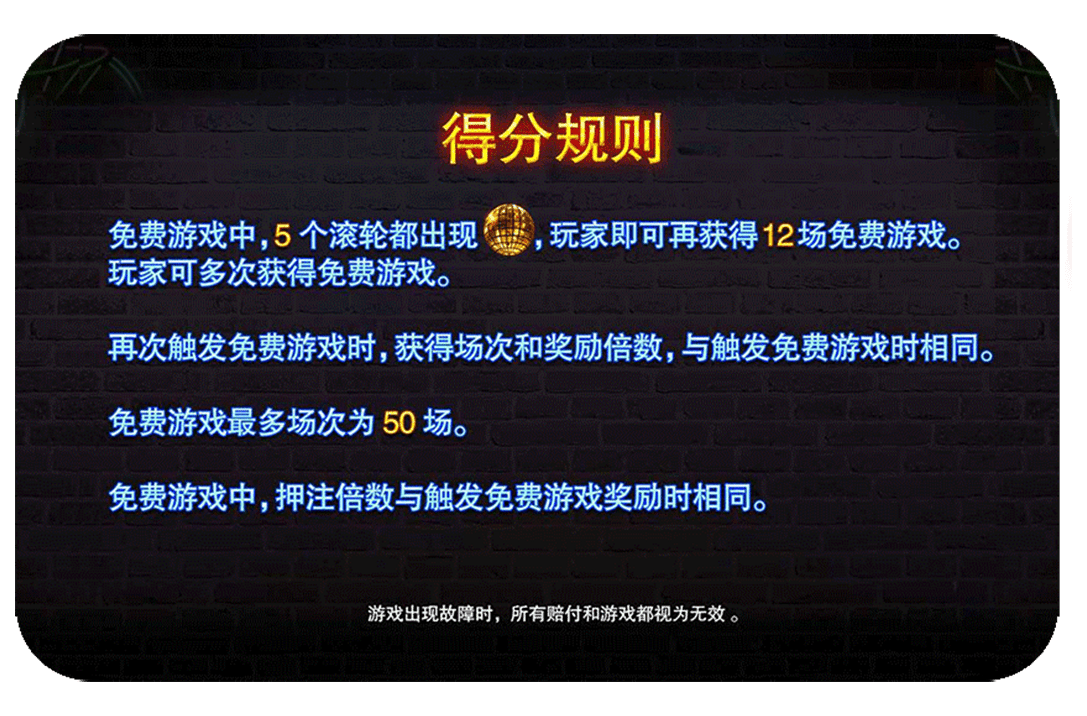 得分规则
免费游戏中,5 个滚轮都出现,玩家即可再获得12场免费游戏。
玩家可多次获得免费游戏。
再次触发免费游戏时,获得场次和奖励倍数,与触发免费游戏时相同。
免费游戏最多场次为 50 场。
免费游戏中,押注倍数与触发免费游戏奖励时相同。
游戏出现故障时，所有赔付和游戏都视为无效 。